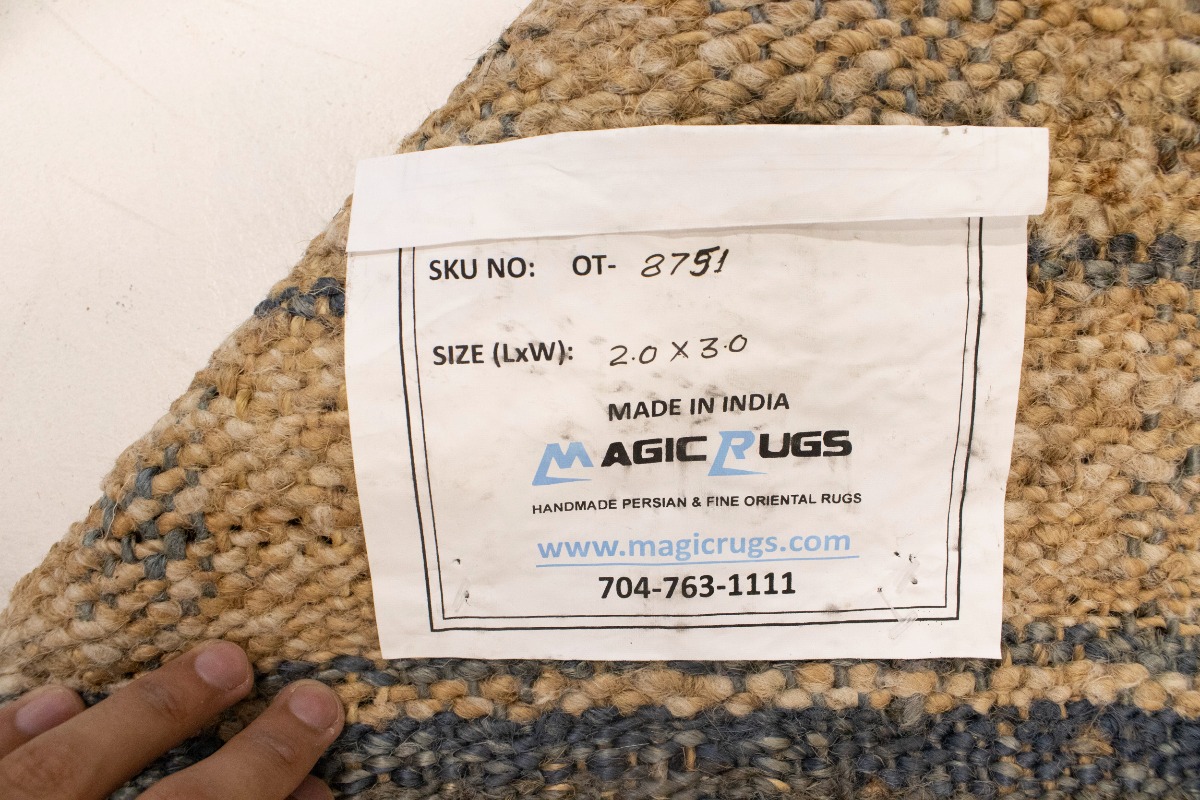 SKU NO: OT- 8751
SIZE (LxW): 2.0 X 3.0
MADE IN INDIA
MAGIC RUGS
HANDMADE PERSIAN & FINE ORIENTAL RUGS
www.magicrugs.com
704-763-1111